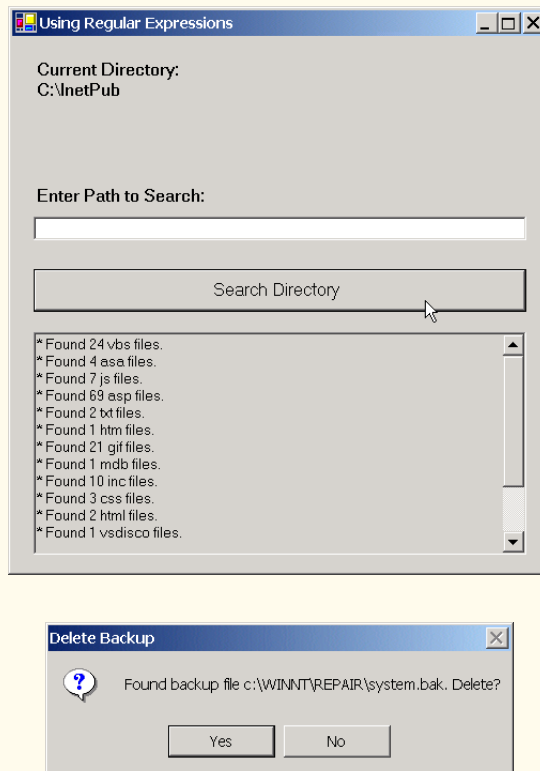 Using Regular Expressions
Current Directory:
C:\InetPub
Enter Path to Search:
Search Directory
* Found 24 vbs files.
* Found 4 asa files.
* Found 7 js files.
* Found 69 asp files.
* Found 2 txt files.
* Found 1 htm files.
* Found 21 gif files.
* Found 1 mdb files.
* Found 10 inc files.
* Found 3 css files.
* Found 2 html files.
* Found 1 vsdisco files.
Delete Backup
Found backup file c:\WINNT\REPAIR\system.bak. Delete?
Yes
No